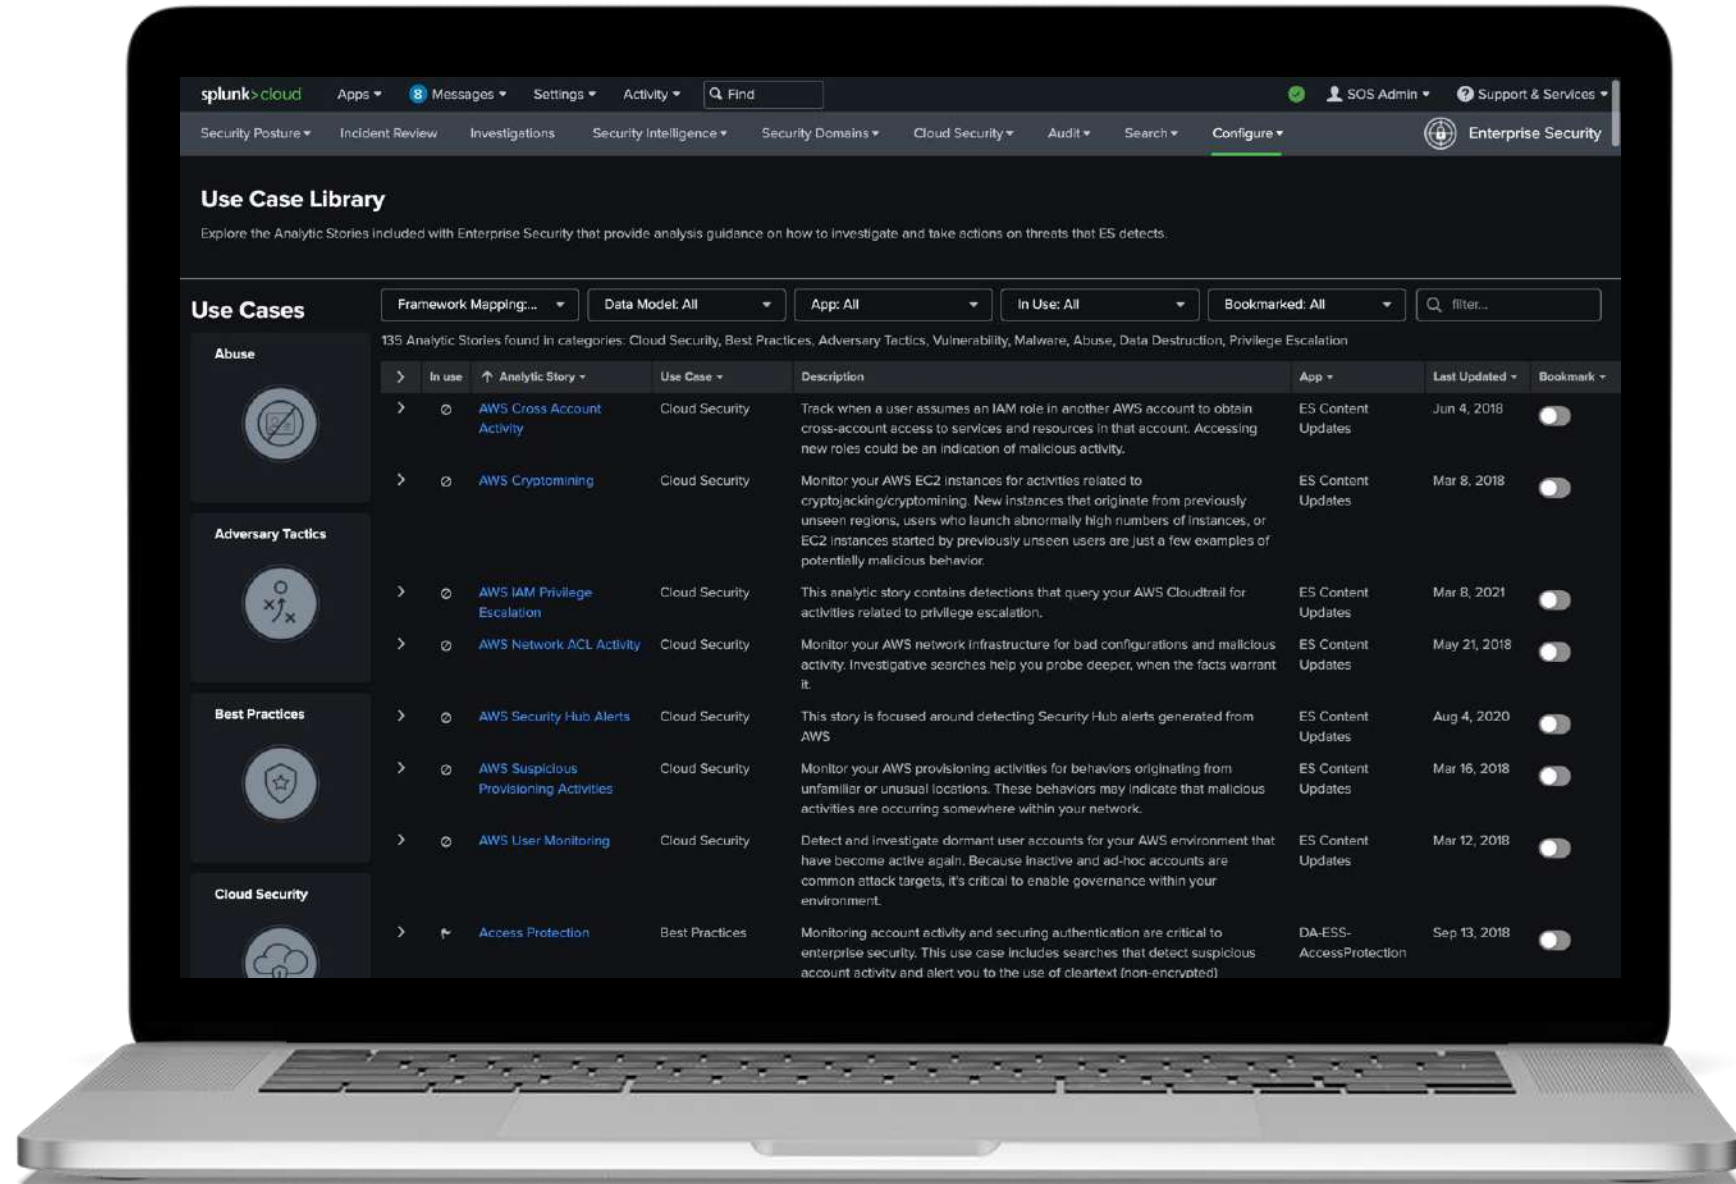 splunk>cloud Apps 8 Messages Settings Activity Find SOS Admin ? Support & Services
Security Posture Incident Review Investigations Security Intelligence Security Domains Cloud Security Audit Search Configure Enterprise Security
Use Case Library
Explore the Analytic Stories included with Enterprise Security that provide analysis guidance on how to investigate and take actions on threats that ES detects.
Use Cases
Abuse
Adversary Tactics
Best Practices
Cloud Security
Framework Mapping:... Data Model: All App: All In Use: All Bookmarked: All filter...
135 Analytic Stories found in categories: Cloud Security, Best Practices, Adversary Tactics, Vulnerability, Malware, Abuse, Data Destruction, Privilege Escalation
In use Analytic Story Use Case Description App Last Updated Bookmark
AWS Cross Account Cloud Security Track when a user assumes an IAM role in another AWS account to obtain ES Content Jun 4, 2018
Activity cross-account access to services and resources in that account. Accessing Updates
new roles could be an indication of malicious activity.
AWS Cryptomining Cloud Security Monitor your AWS EC2 instances for activities related to ES Content Mar 8, 2018
cryptojacking/cryptomining. New instances that originate from previously Updates
unseen regions, users who launch abnormally high numbers of instances, or
EC2 instances started by previously unseen users are just a few examples of
potentially malicious behavior.
AWS IAM Privilege Cloud Security This analytic story contains detections that query your AWS Cloudtrail for ES Content Mar 8, 2021
Escalation activities related to privilege escalation. Updates
AWS Network ACL Activity Cloud Security Monitor your AWS network infrastructure for bad configurations and malicious ES Content May 21, 2018
activity. Investigative searches help you probe deeper, when the facts warrant Updates
it.
AWS Security Hub Alerts Cloud Security This story is focused around detecting Security Hub alerts generated from ES Content Aug 4, 2020
AWS Updates
AWS Suspicious Cloud Security Monitor your AWS provisioning activities for behaviors originating from ES Content Mar 16, 2018
Provisioning Activities unfamiliar or unusual locations. These behaviors may indicate that malicious Updates
activities are occurring somewhere within your network.
AWS User Monitoring Cloud Security Detect and investigate dormant user accounts for your AWS environment that ES Content Mar 12, 2018
have become active again. Because inactive and ad-hoc accounts are Updates
common attack targets, it's critical to enable governance within your
environment.
Access Protection Best Practices Monitoring account activity and securing authentication are critical to DA-ESS- Sep 13, 2018
enterprise security. This use case includes searches that detect suspicious AccessProtection
account activity and alert you to the use of cleartext (non-encrypted)